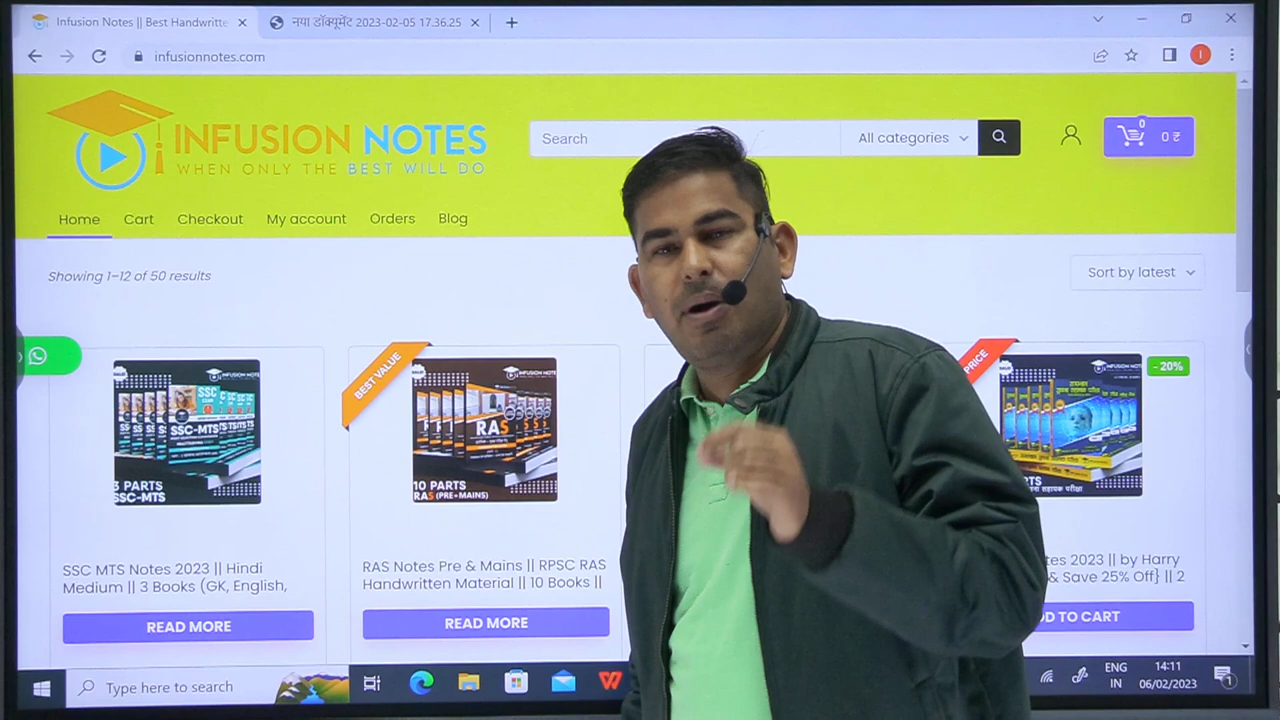 Infusion Notes || Best Handwritte
नया डॉक्यूमेंट 2023-02-05 17.36.25
infusionnotes.com
INFUSION NOTES
WHEN ONLY THE BEST WILL DO
Search
All categories
0
0 ₹
Home
Cart
Checkout
My account
Orders
Blog
Showing 1–12 of 50 results
Sort by latest
BEST VALUE
PRICE
- 20%
INFUSION NOTES
SSC
SSC-MTS
3 PARTS
SSC-MTS
RAS
10 PARTS
RAS (PRE+MAINS)
SSC MTS Notes 2023 || Hindi
Medium || 3 Books (GK, English,
READ MORE
RAS Notes Pre & Mains || RPSC RAS
Handwritten Material || 10 Books ||
READ MORE
tes 2023 || by Harry
& Save 25% Off} || 2
DD TO CART
Type here to search
ENG
IN
14:11
06/02/2023
1